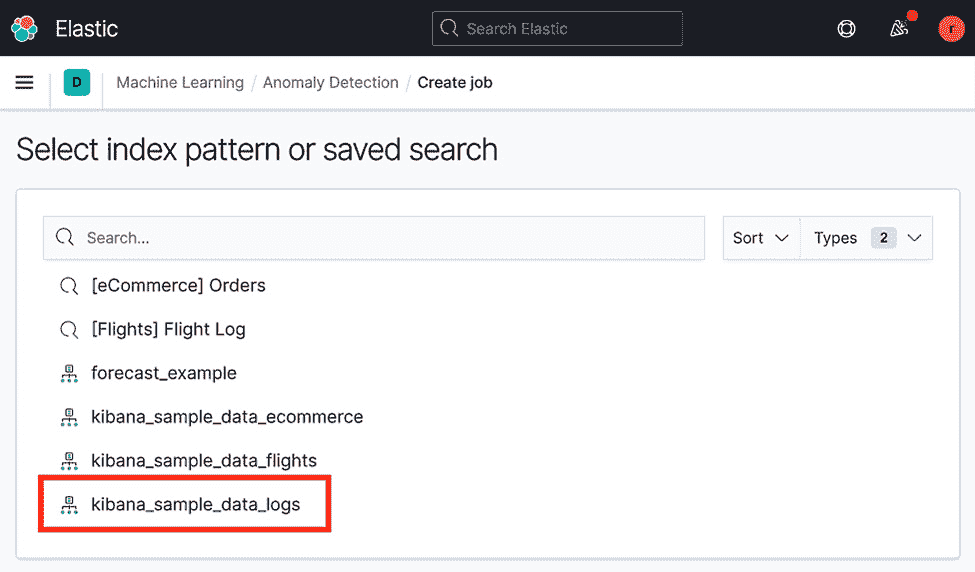 Elastic
Search Elastic
r
D
Machine Learning / Anomaly Detection / Create job
Select index pattern or saved search
Search...
Sort
Types 2
[eCommerce] Orders
[Flights] Flight Log
forecast_example
kibana_sample_data_ecommerce
kibana_sample_data_flights
kibana_sample_data_logs